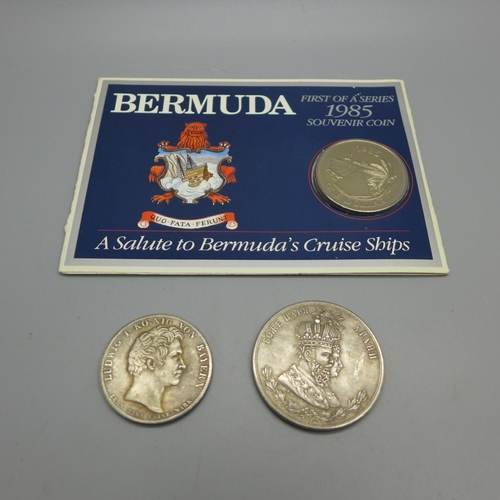 BERMUDA
FIRST OF A SERIES
1985
SOUVENIR COIN
QUO·FATA·FERUNT
A Salute to Bermuda's Cruise Ships
LUDWIG I KOENIG VON BAYERN